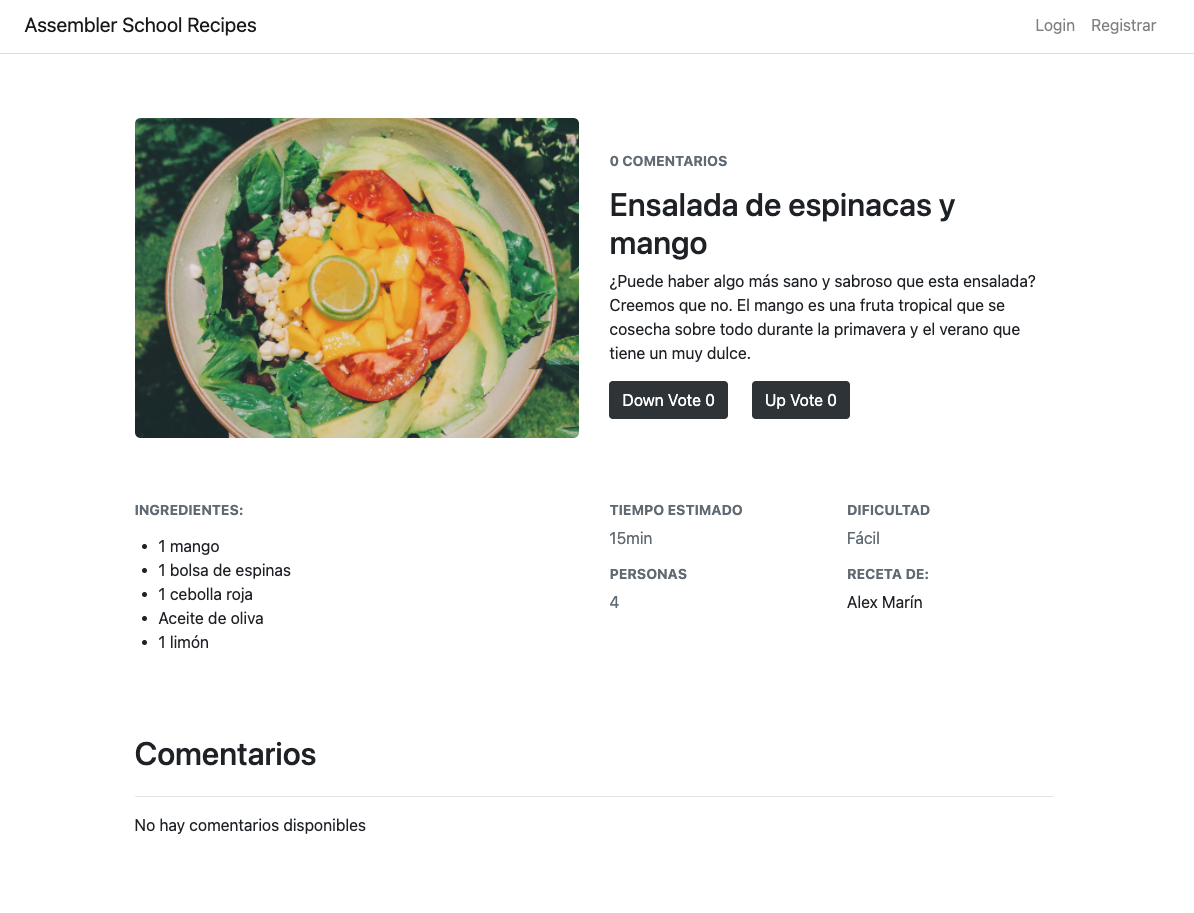 Assembler School Recipes
Login Registrar
0 COMENTARIOS
Ensalada de espinacas y
mango
¿Puede haber algo más sano y sabroso que esta ensalada?
Creemos que no. El mango es una fruta tropical que se
cosecha sobre todo durante la primavera y el verano que
tiene un muy dulce.
Down Vote 0 Up Vote 0
INGREDIENTES:
• 1 mango
• 1 bolsa de espinas
• 1 cebolla roja
• Aceite de oliva
• 1 limón
TIEMPO ESTIMADO
15min
DIFICULTAD
Fácil
PERSONAS
4
RECETA DE:
Alex Marín
Comentarios
No hay comentarios disponibles